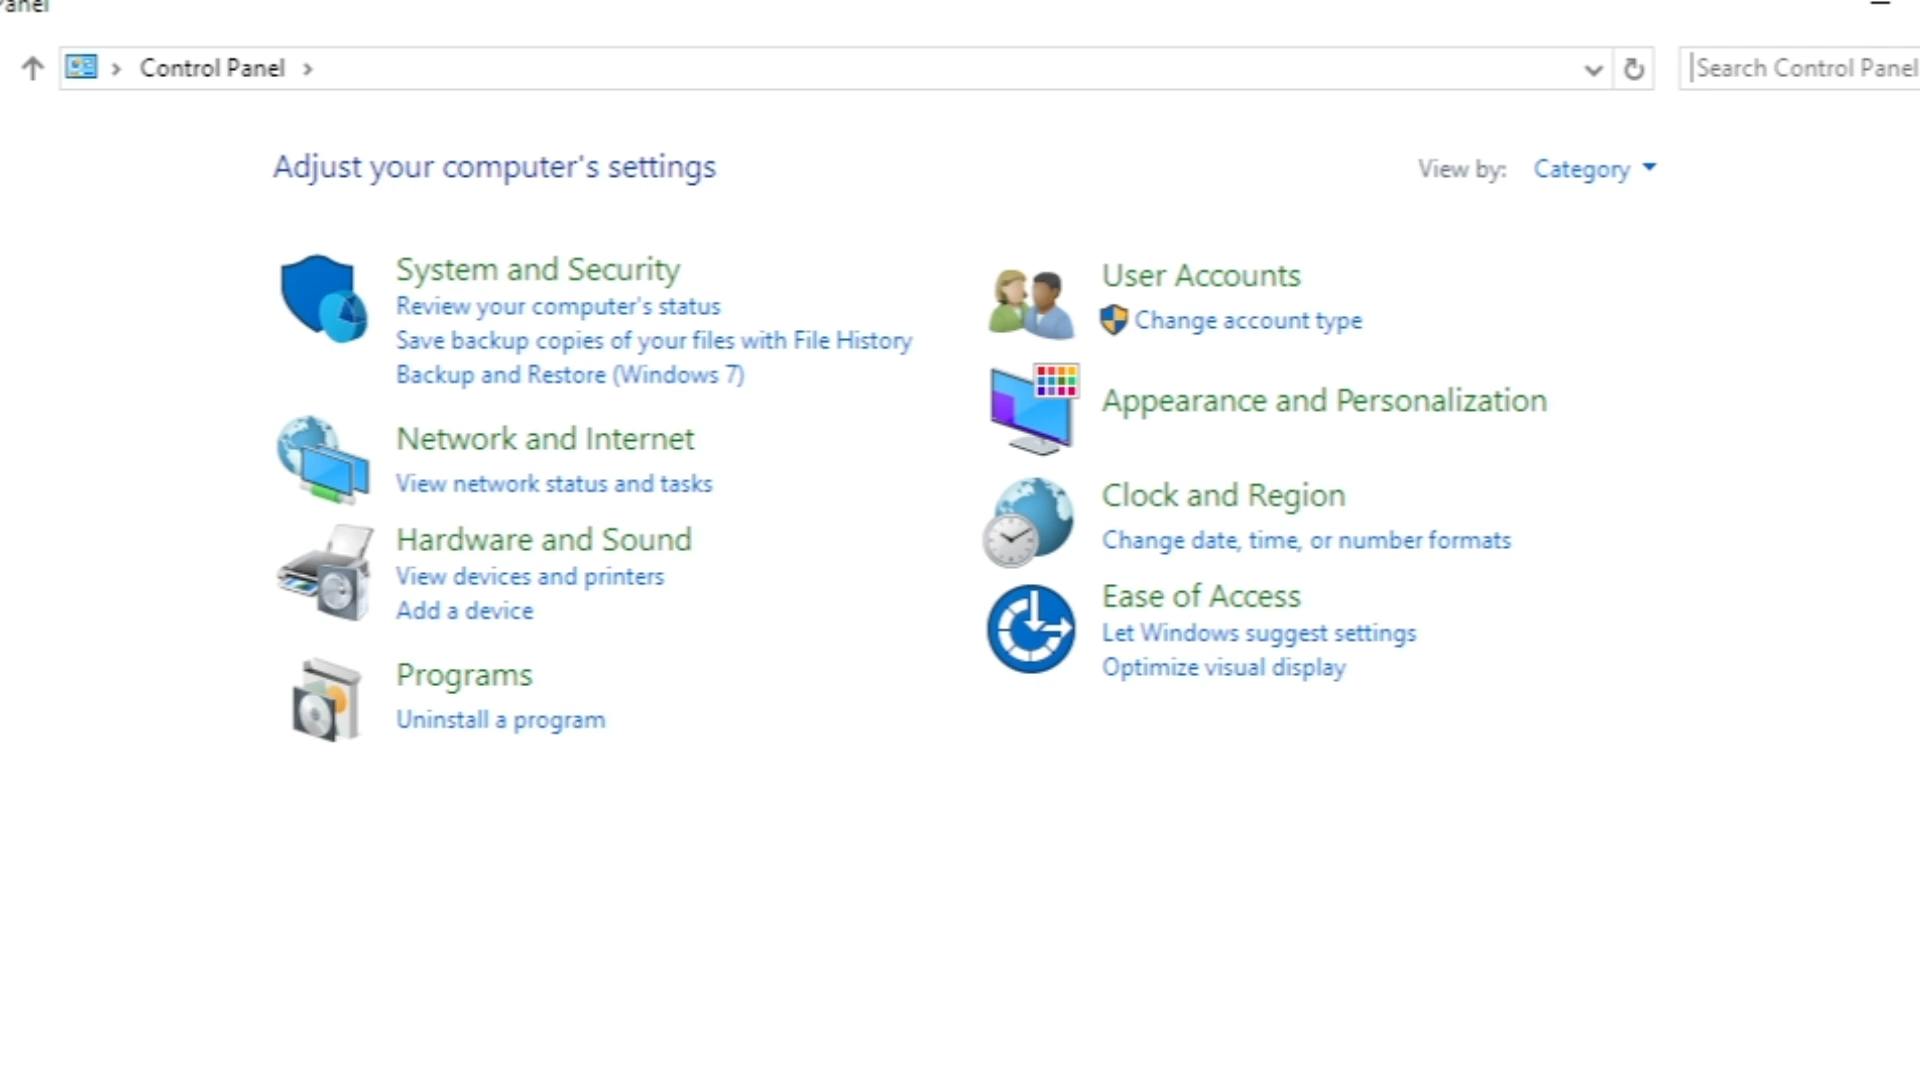 Panel
Control Panel
Search Control Panel
Adjust your computer's settings
View by: Category
System and Security
Review your computer's status
Save backup copies of your files with File History
Backup and Restore (Windows 7)
Network and Internet
View network status and tasks
Hardware and Sound
View devices and printers
Add a device
Programs
Uninstall a program
User Accounts
Change account type
Appearance and Personalization
Clock and Region
Change date, time, or number formats
Ease of Access
Let Windows suggest settings
Optimize visual display